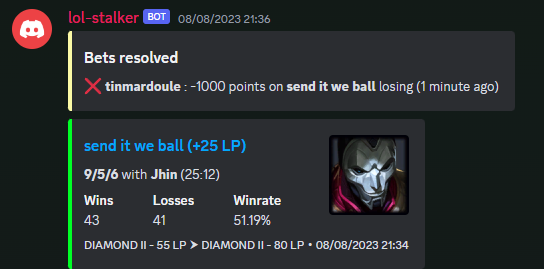 lol-stalker BOT 08/08/2023 21:36
Bets resolved
❌ tinmardoule : -1000 points on send it we ball losing (1 minute ago)
send it we ball (+25 LP)
9/5/6 with Jhin (25:12)
Wins Losses Winrate
43 41 51.19%
DIAMOND II - 55 LP ➤ DIAMOND II - 80 LP • 08/08/2023 21:34